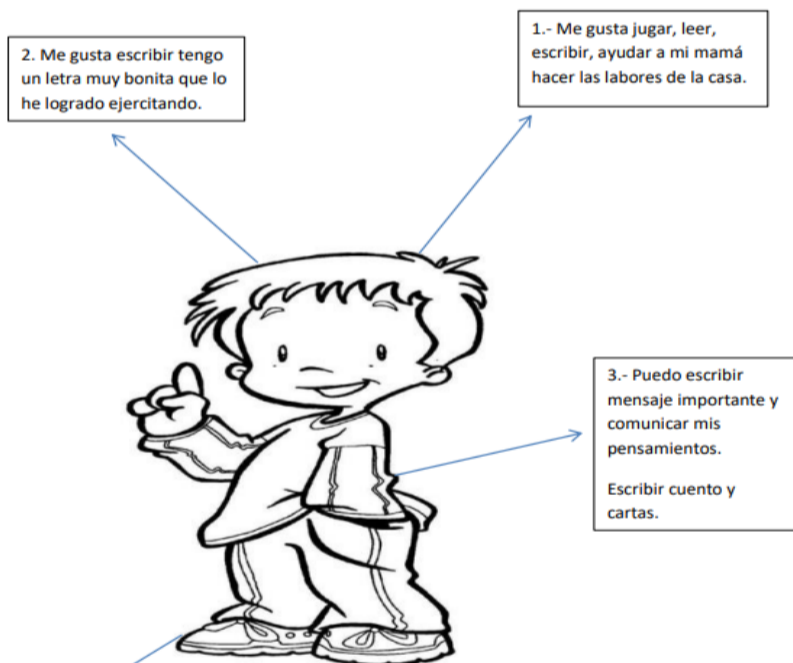 1.- Me gusta jugar, leer,
escribir, ayudar a mi mamá
hacer las labores de la casa.
2. Me gusta escribir tengo
un letra muy bonita que lo
he logrado ejercitando.
3.- Puedo escribir
mensaje importante y
comunicar mis
pensamientos.
Escribir cuento y
cartas.